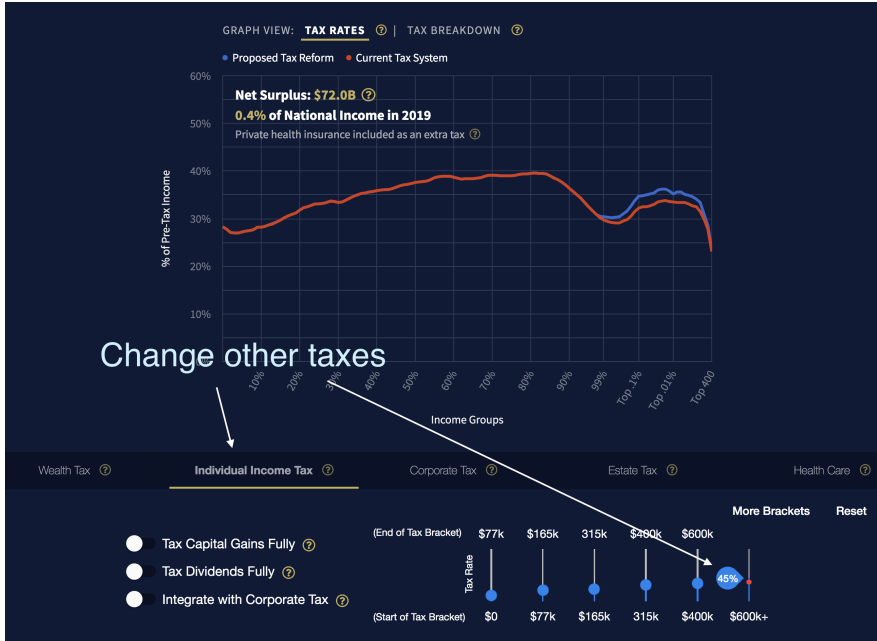 GRAPH VIEW: TAX RATES ? | TAX BREAKDOWN ?
Proposed Tax Reform Current Tax System
60%
Net Surplus: $72.0B ?
0.4% of National Income in 2019
Private health insurance included as an extra tax ?
50%
40%
30%
20%
10%
% of Pre-Tax Income
Change other taxes
10% 20% 30% 40% 50% 60% 70% 80% 90% 99% Top .1% Top .01% Top 400
Income Groups
Wealth Tax ? Individual Income Tax ? Corporate Tax ? Estate Tax ? Health Care ?
More Brackets Reset
Tax Capital Gains Fully ?
Tax Dividends Fully ?
Integrate with Corporate Tax ?
(End of Tax Bracket) $77k $165k 315k $400k $600k
Tax Rate
45%
(Start of Tax Bracket) $0 $77k $165k 315k $400k $600k+